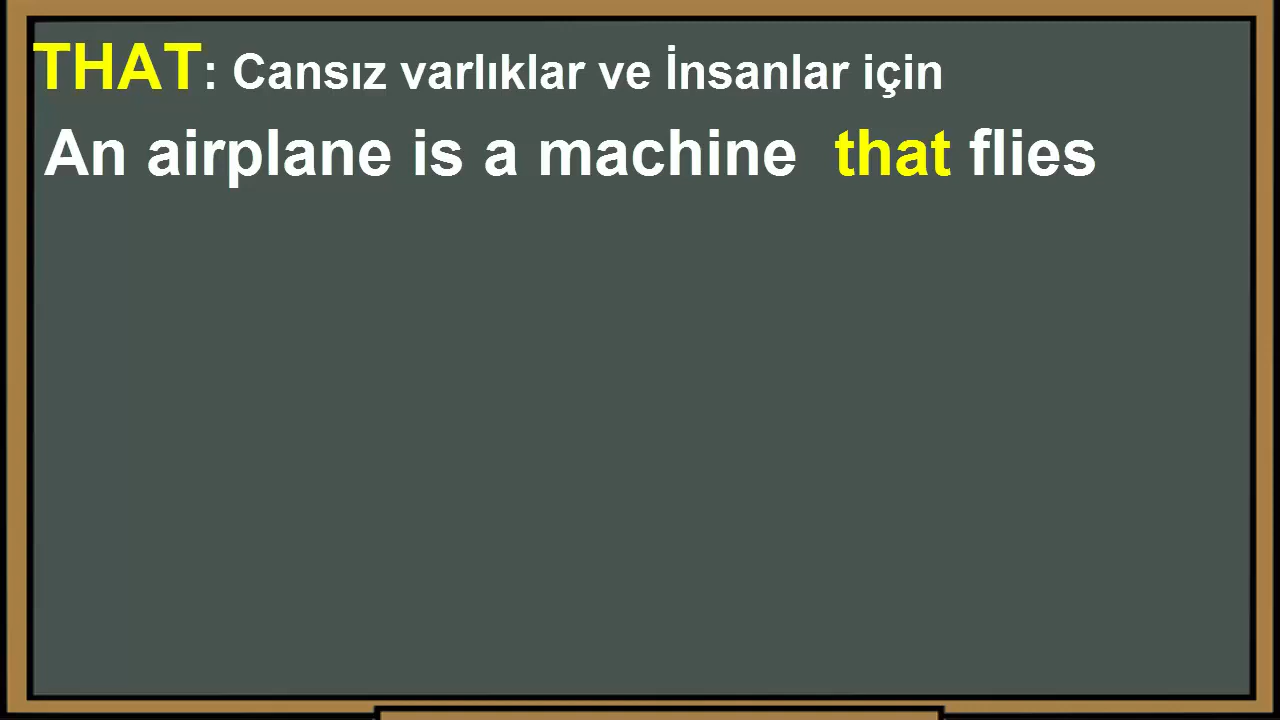 THAT: Cansız varlıklar ve İnsanlar için
An airplane is a machine that flies